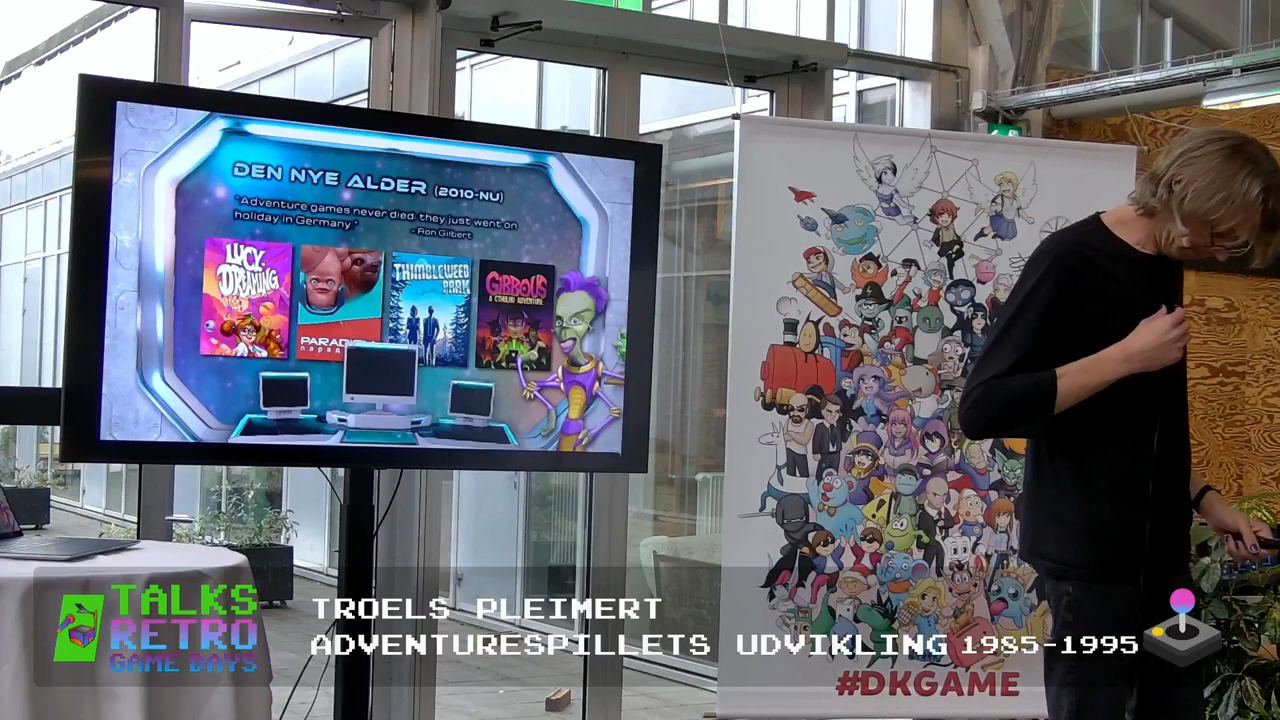 DEN NYE ALDER (2010-NU)
"Adventure games never died, they just went on
holiday in Germany"
- Ron Gilbert
LUCY
DREAMING
THIMBLEWEED
PARK
GIBBOUS
A CTHULHU ADVENTURE
TALKS
RETRO
GAME DAYS
TROELS PLEIMERT
ADVENTURESPILLETS UDVIKLING 1985-1995
#DKGAME